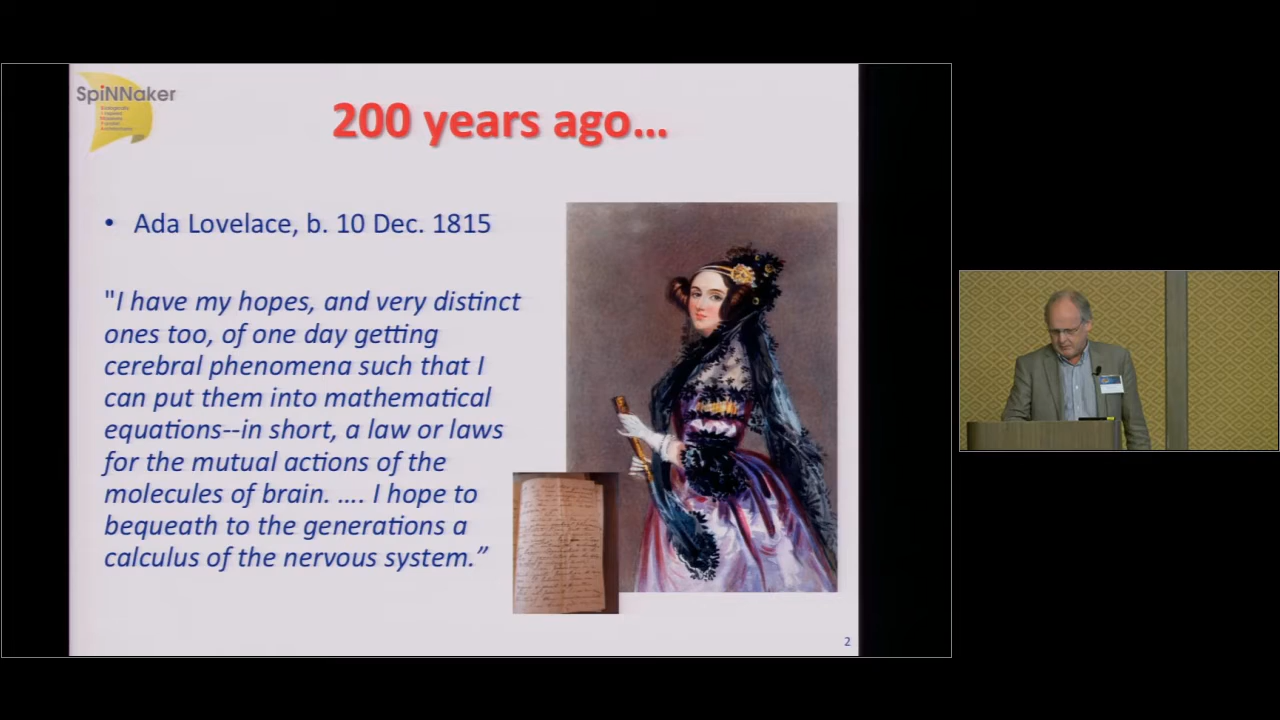 SpiNNaker
200 years ago...
• Ada Lovelace, b. 10 Dec. 1815
"I have my hopes, and very distinct
ones too, of one day getting
cerebral phenomena such that I
can put them into mathematical
equations--in short, a law or laws
for the mutual actions of the
molecules of brain. .... I hope to
bequeath to the generations a
calculus of the nervous system.”
2